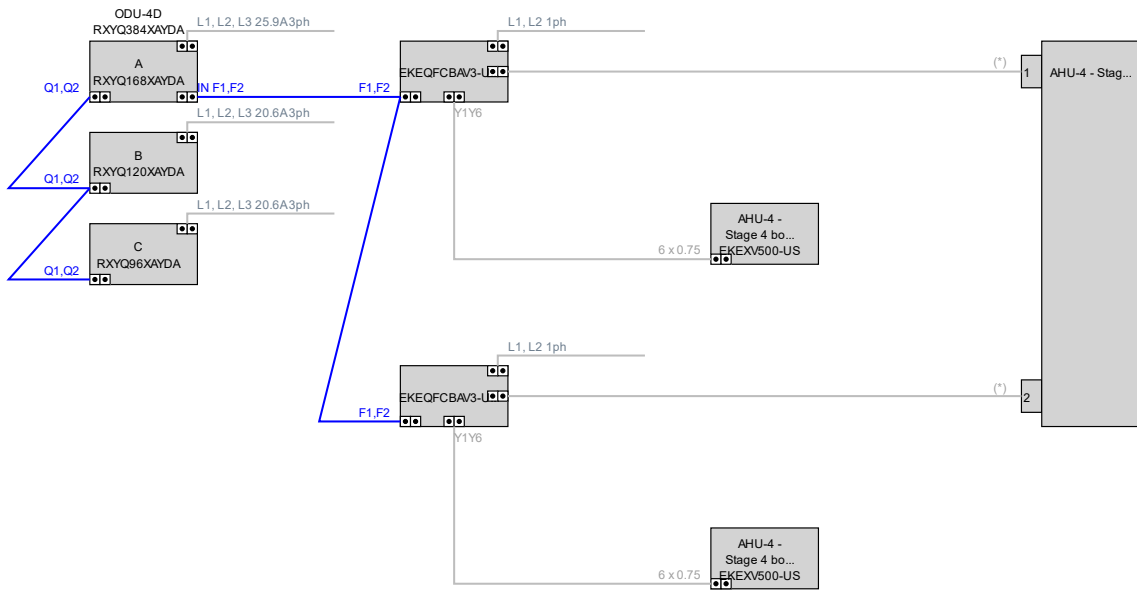 ODU-4D
RXYQ384XAYDA
L1, L2, L3 25.9A3ph
A
RXYQ168XAYDA
Q1,Q2
IN F1,F2
F1,F2
L1, L2 1ph
EKEQFCBAV3-U
Y1Y6
(*)
1
AHU-4 - Stag...
L1, L2, L3 20.6A3ph
B
RXYQ120XAYDA
Q1,Q2
L1, L2, L3 20.6A3ph
C
RXYQ96XAYDA
Q1,Q2
AHU-4 -
Stage 4 bo...
EKEXV500-US
6 x 0.75
L1, L2 1ph
EKEQFCBAV3-U
F1,F2
Y1Y6
(*)
2
AHU-4 -
Stage 4 bo...
EKEXV500-US
6 x 0.75